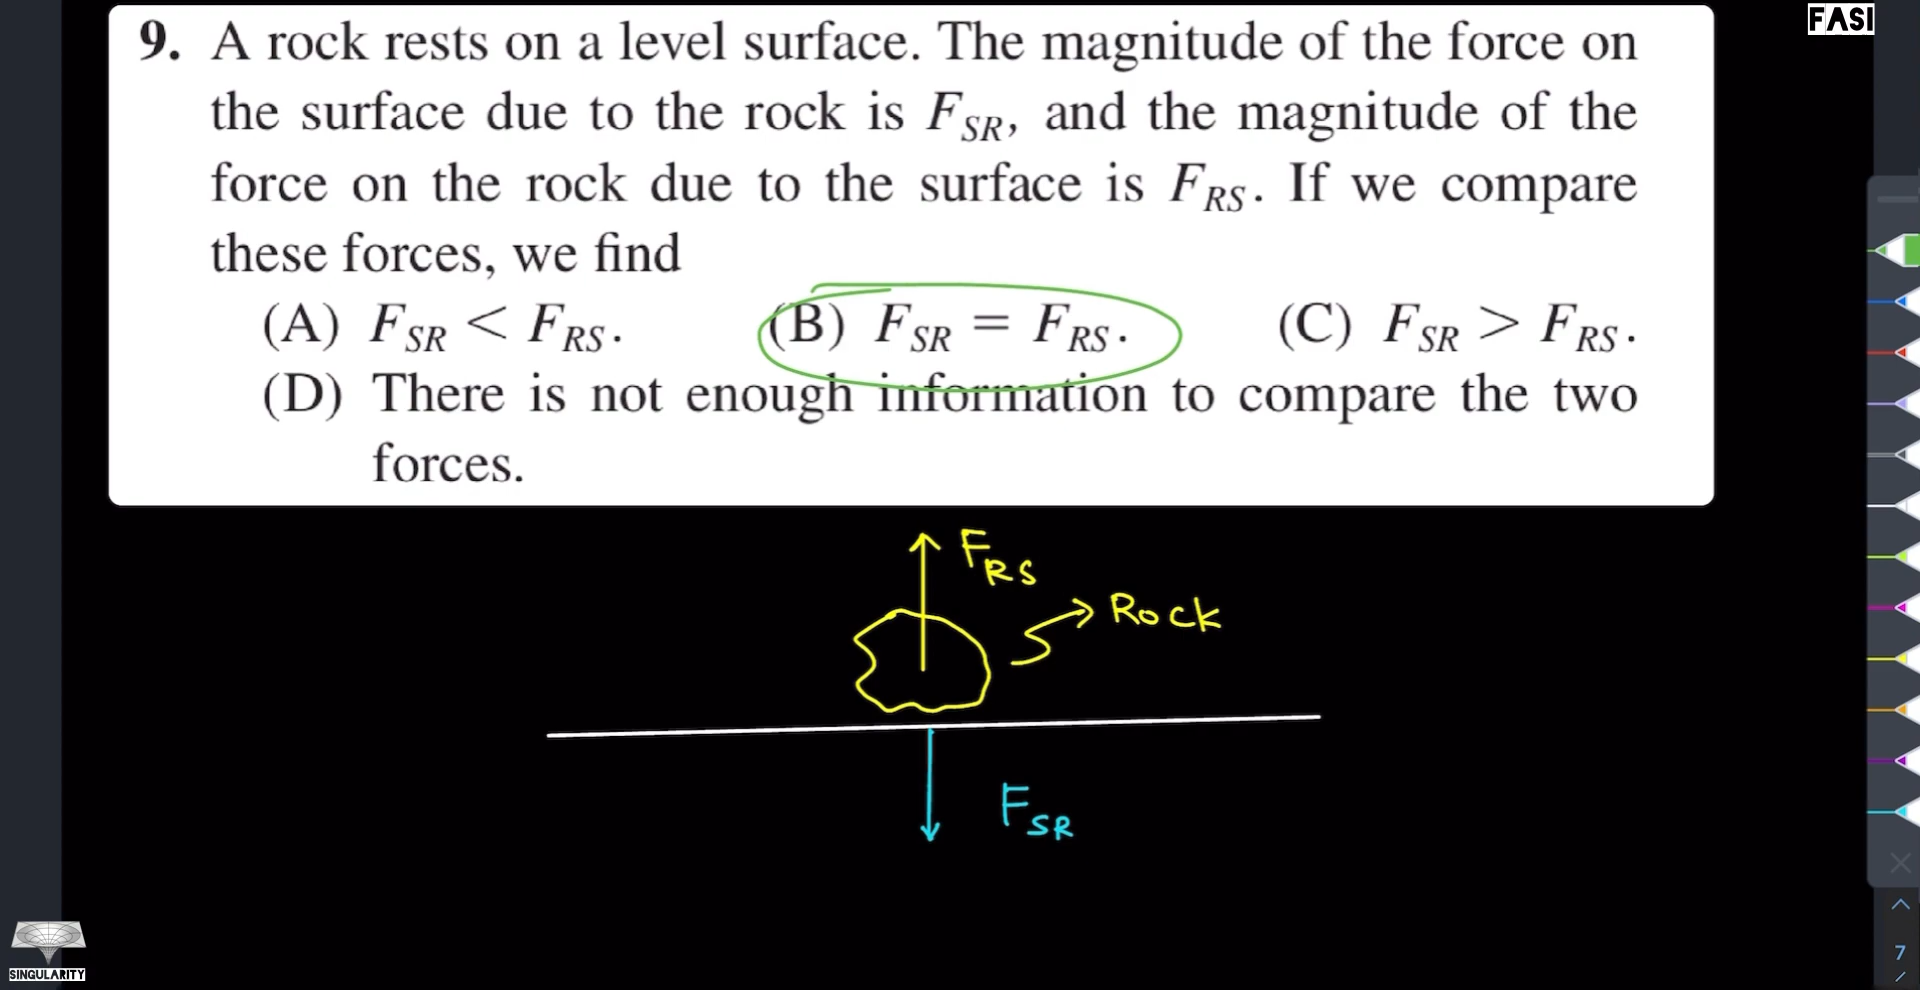 FASI
9. A rock rests on a level surface. The magnitude of the force on
the surface due to the rock is F_SR, and the magnitude of the
force on the rock due to the surface is F_RS. If we compare
these forces, we find
(A) F_SR < F_RS. (B) F_SR = F_RS. (C) F_SR > F_RS.
(D) There is not enough information to compare the two
forces.
F_RS
Rock
F_SR
7
SINGULARITY